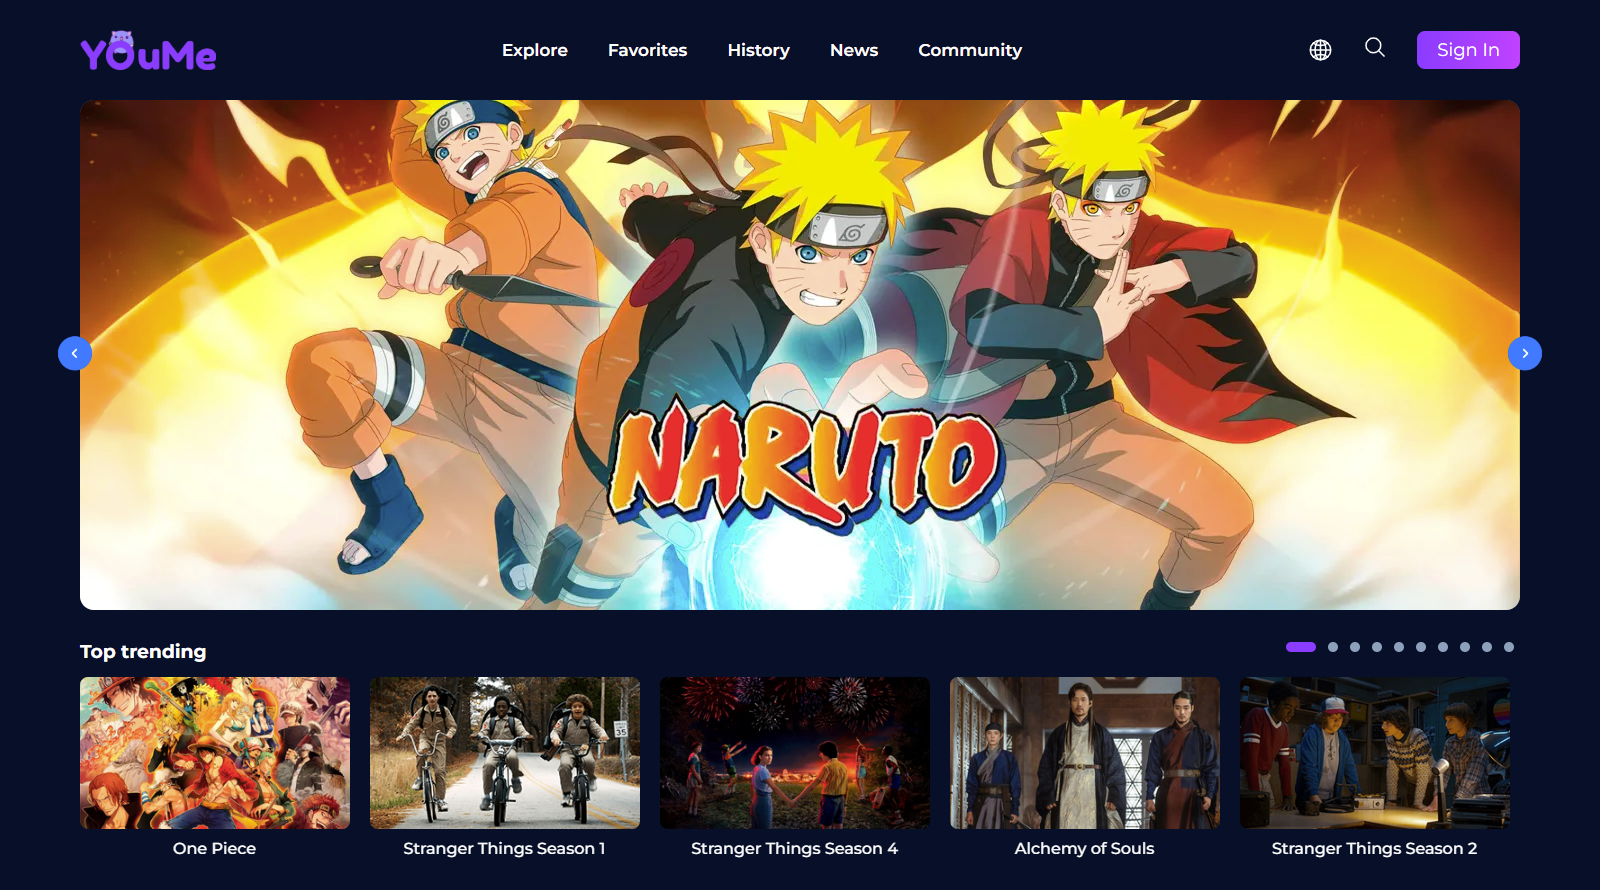 YOuMe
Explore
Favorites
History
News
Community
Sign In
NARUTO
Top trending
35
One Piece
Stranger Things Season 1
Stranger Things Season 4
Alchemy of Souls
Stranger Things Season 2